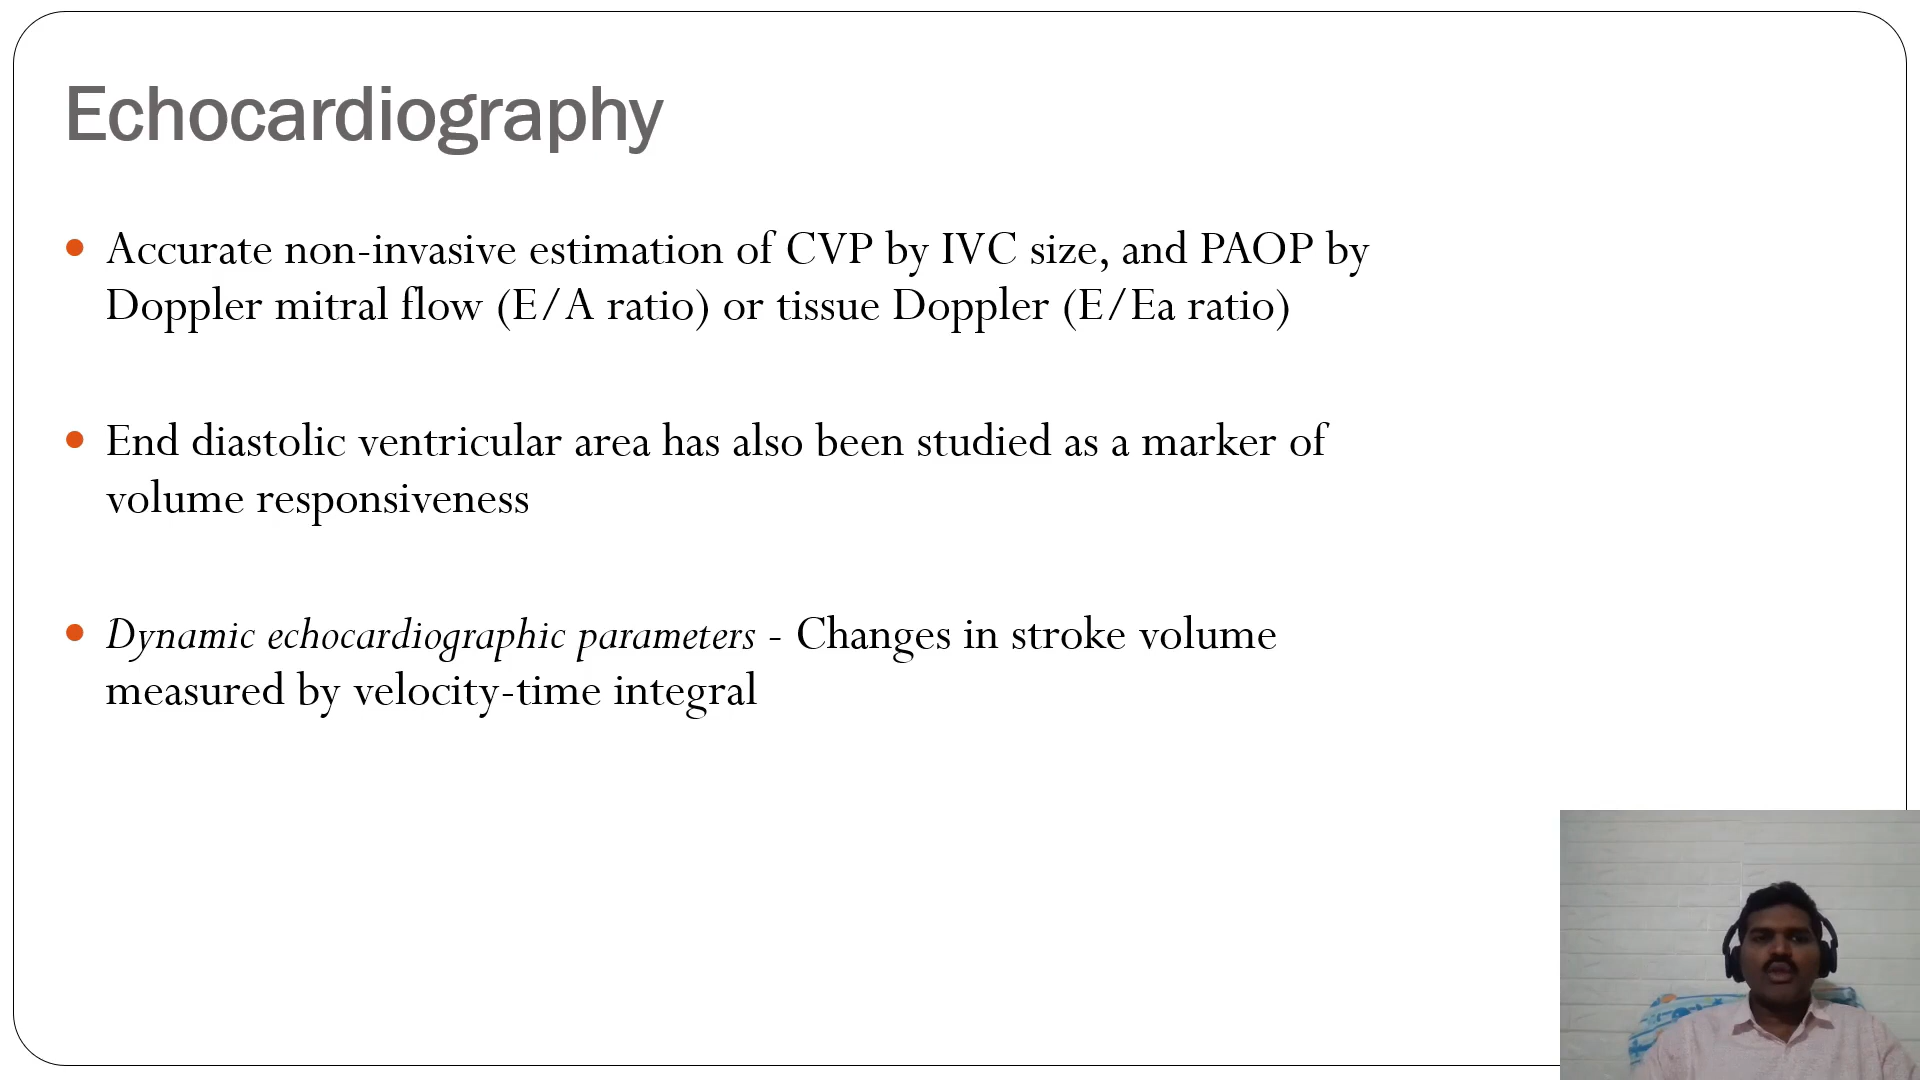 Echocardiography
Accurate non-invasive estimation of CVP by IVC size, and PAOP by
Doppler mitral flow (E/A ratio) or tissue Doppler (E/Ea ratio)
End diastolic ventricular area has also been studied as a marker of
volume responsiveness
Dynamic echocardiographic parameters - Changes in stroke volume
measured by velocity-time integral